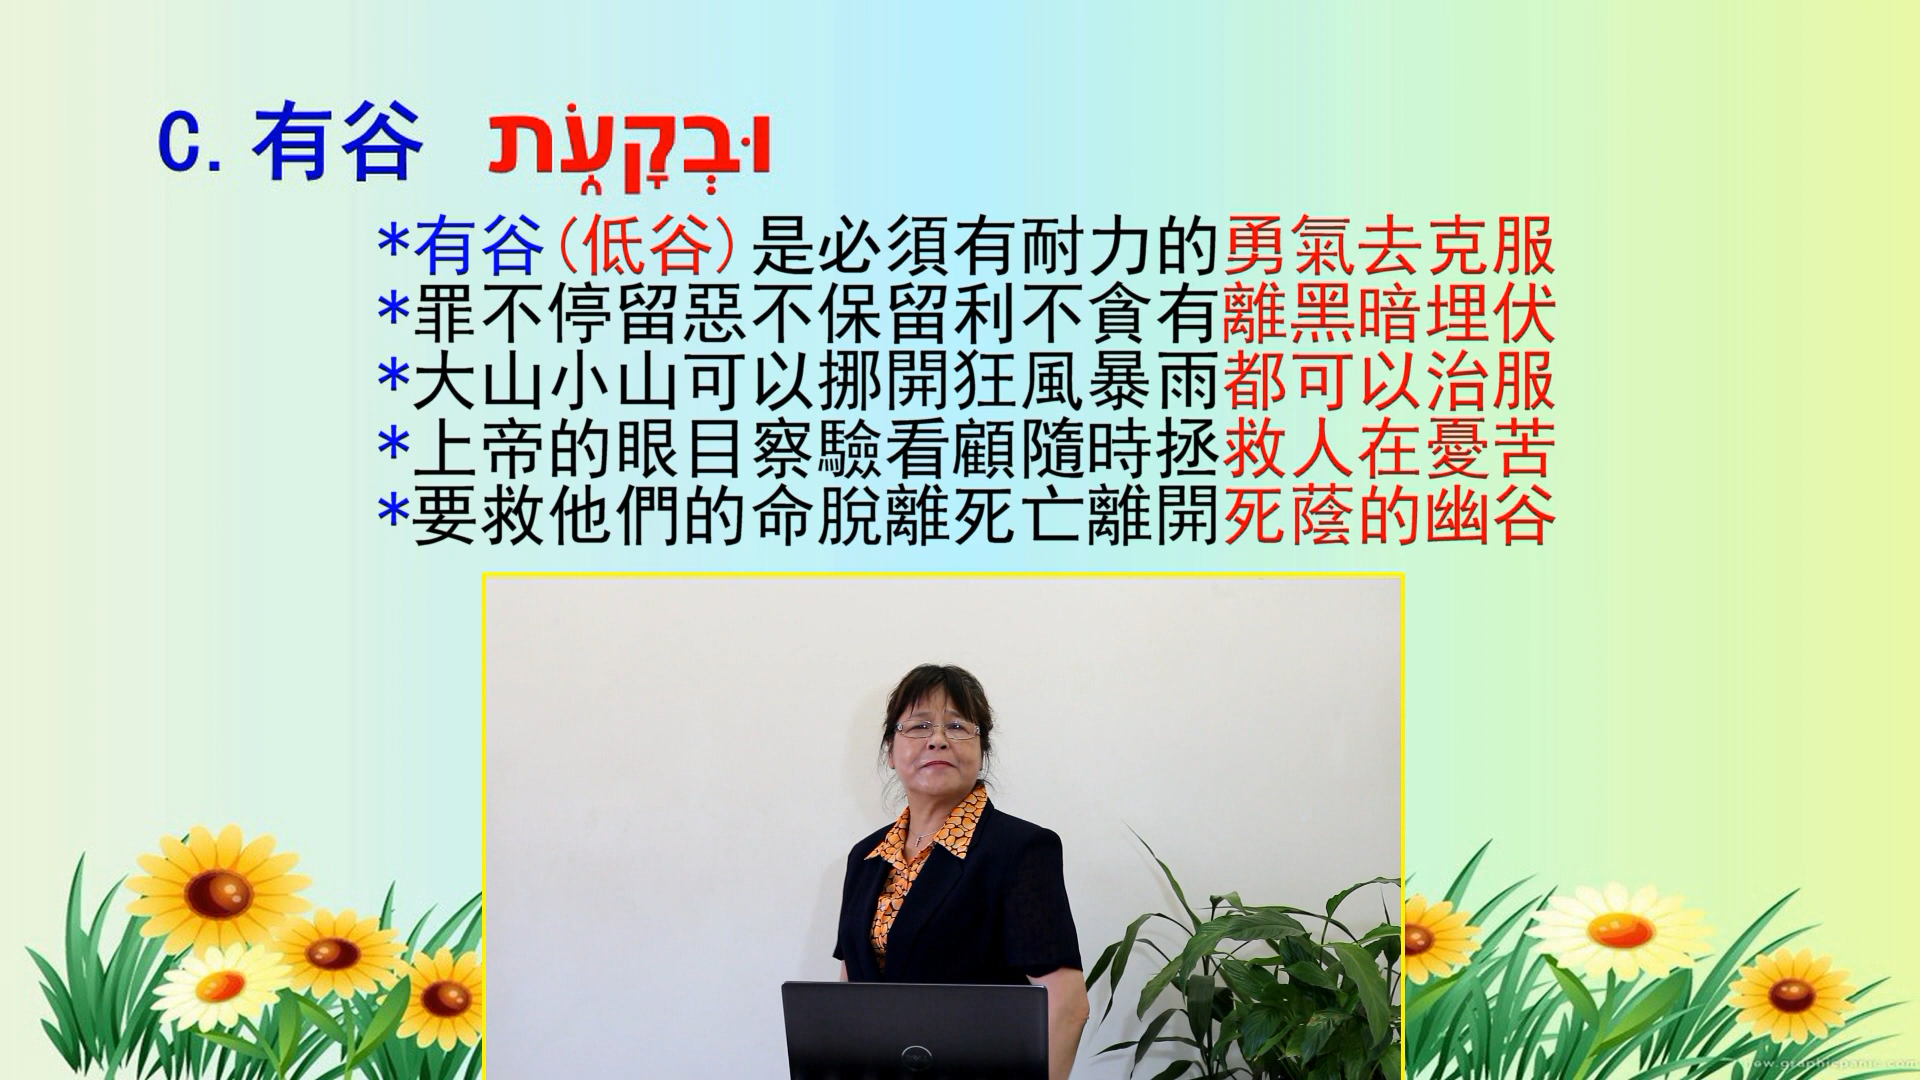 C.有谷 וּבְקָעֹ֑ת
*有谷(低谷)是必須有耐力的勇氣去克服
*罪不停留惡不保留利不貪有離黑暗埋伏
*大山小山可以挪開狂風暴雨都可以治服
*上帝的眼目察驗看顧隨時拯救人在憂苦
*要救他們的命脫離死亡離開死蔭的幽谷